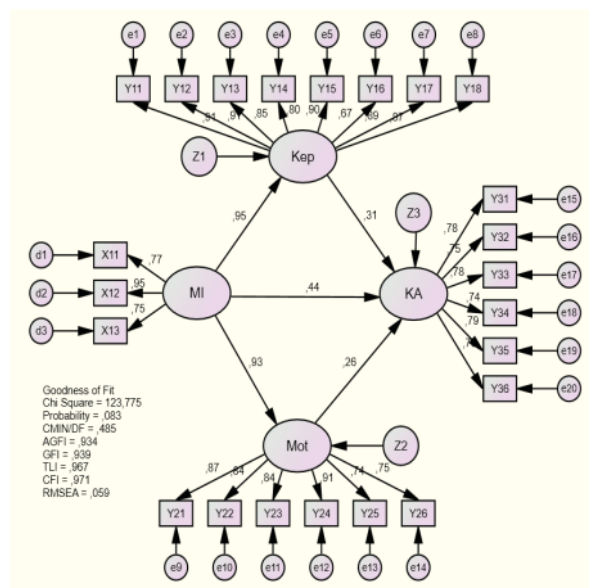 e1 e2 e3 e4 e5 e6 e7 e8
Y11 Y12 Y13 Y14 Y15 Y16 Y17 Y18
,91 ,85 ,80 ,90 ,67
Z1 Kep
Z3
,95 ,31
Y31 e15
,78
Y32 e16
,75
d1 X11 ,77
Y33 e17
,78
d2 X12 ,95 MI ,44 KA
Y34 e18
,74
d3 X13 ,75
Y35 e19
,79
Y36 e20
,93 ,26
Goodness of Fit
Chi Square = 123,775
Probability = ,083
CMIN/DF = ,485
AGFI = ,934
GFI = ,939
TLI = ,967
CFI = ,971
RMSEA = ,059
Mot Z2
,87 ,84 ,84 ,91 ,74 ,75
Y21 Y22 Y23 Y24 Y25 Y26
e9 e10 e11 e12 e13 e14